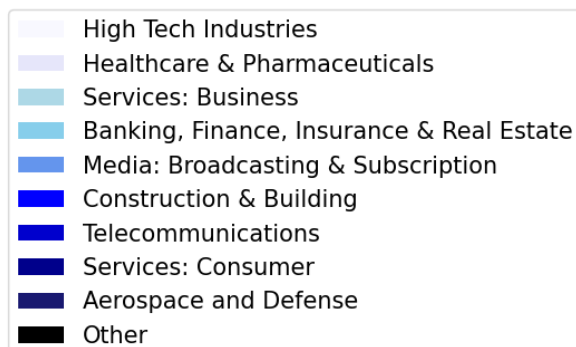 High Tech Industries
Healthcare & Pharmaceuticals
Services: Business
Banking, Finance, Insurance & Real Estate
Media: Broadcasting & Subscription
Construction & Building
Telecommunications
Services: Consumer
Aerospace and Defense
Other